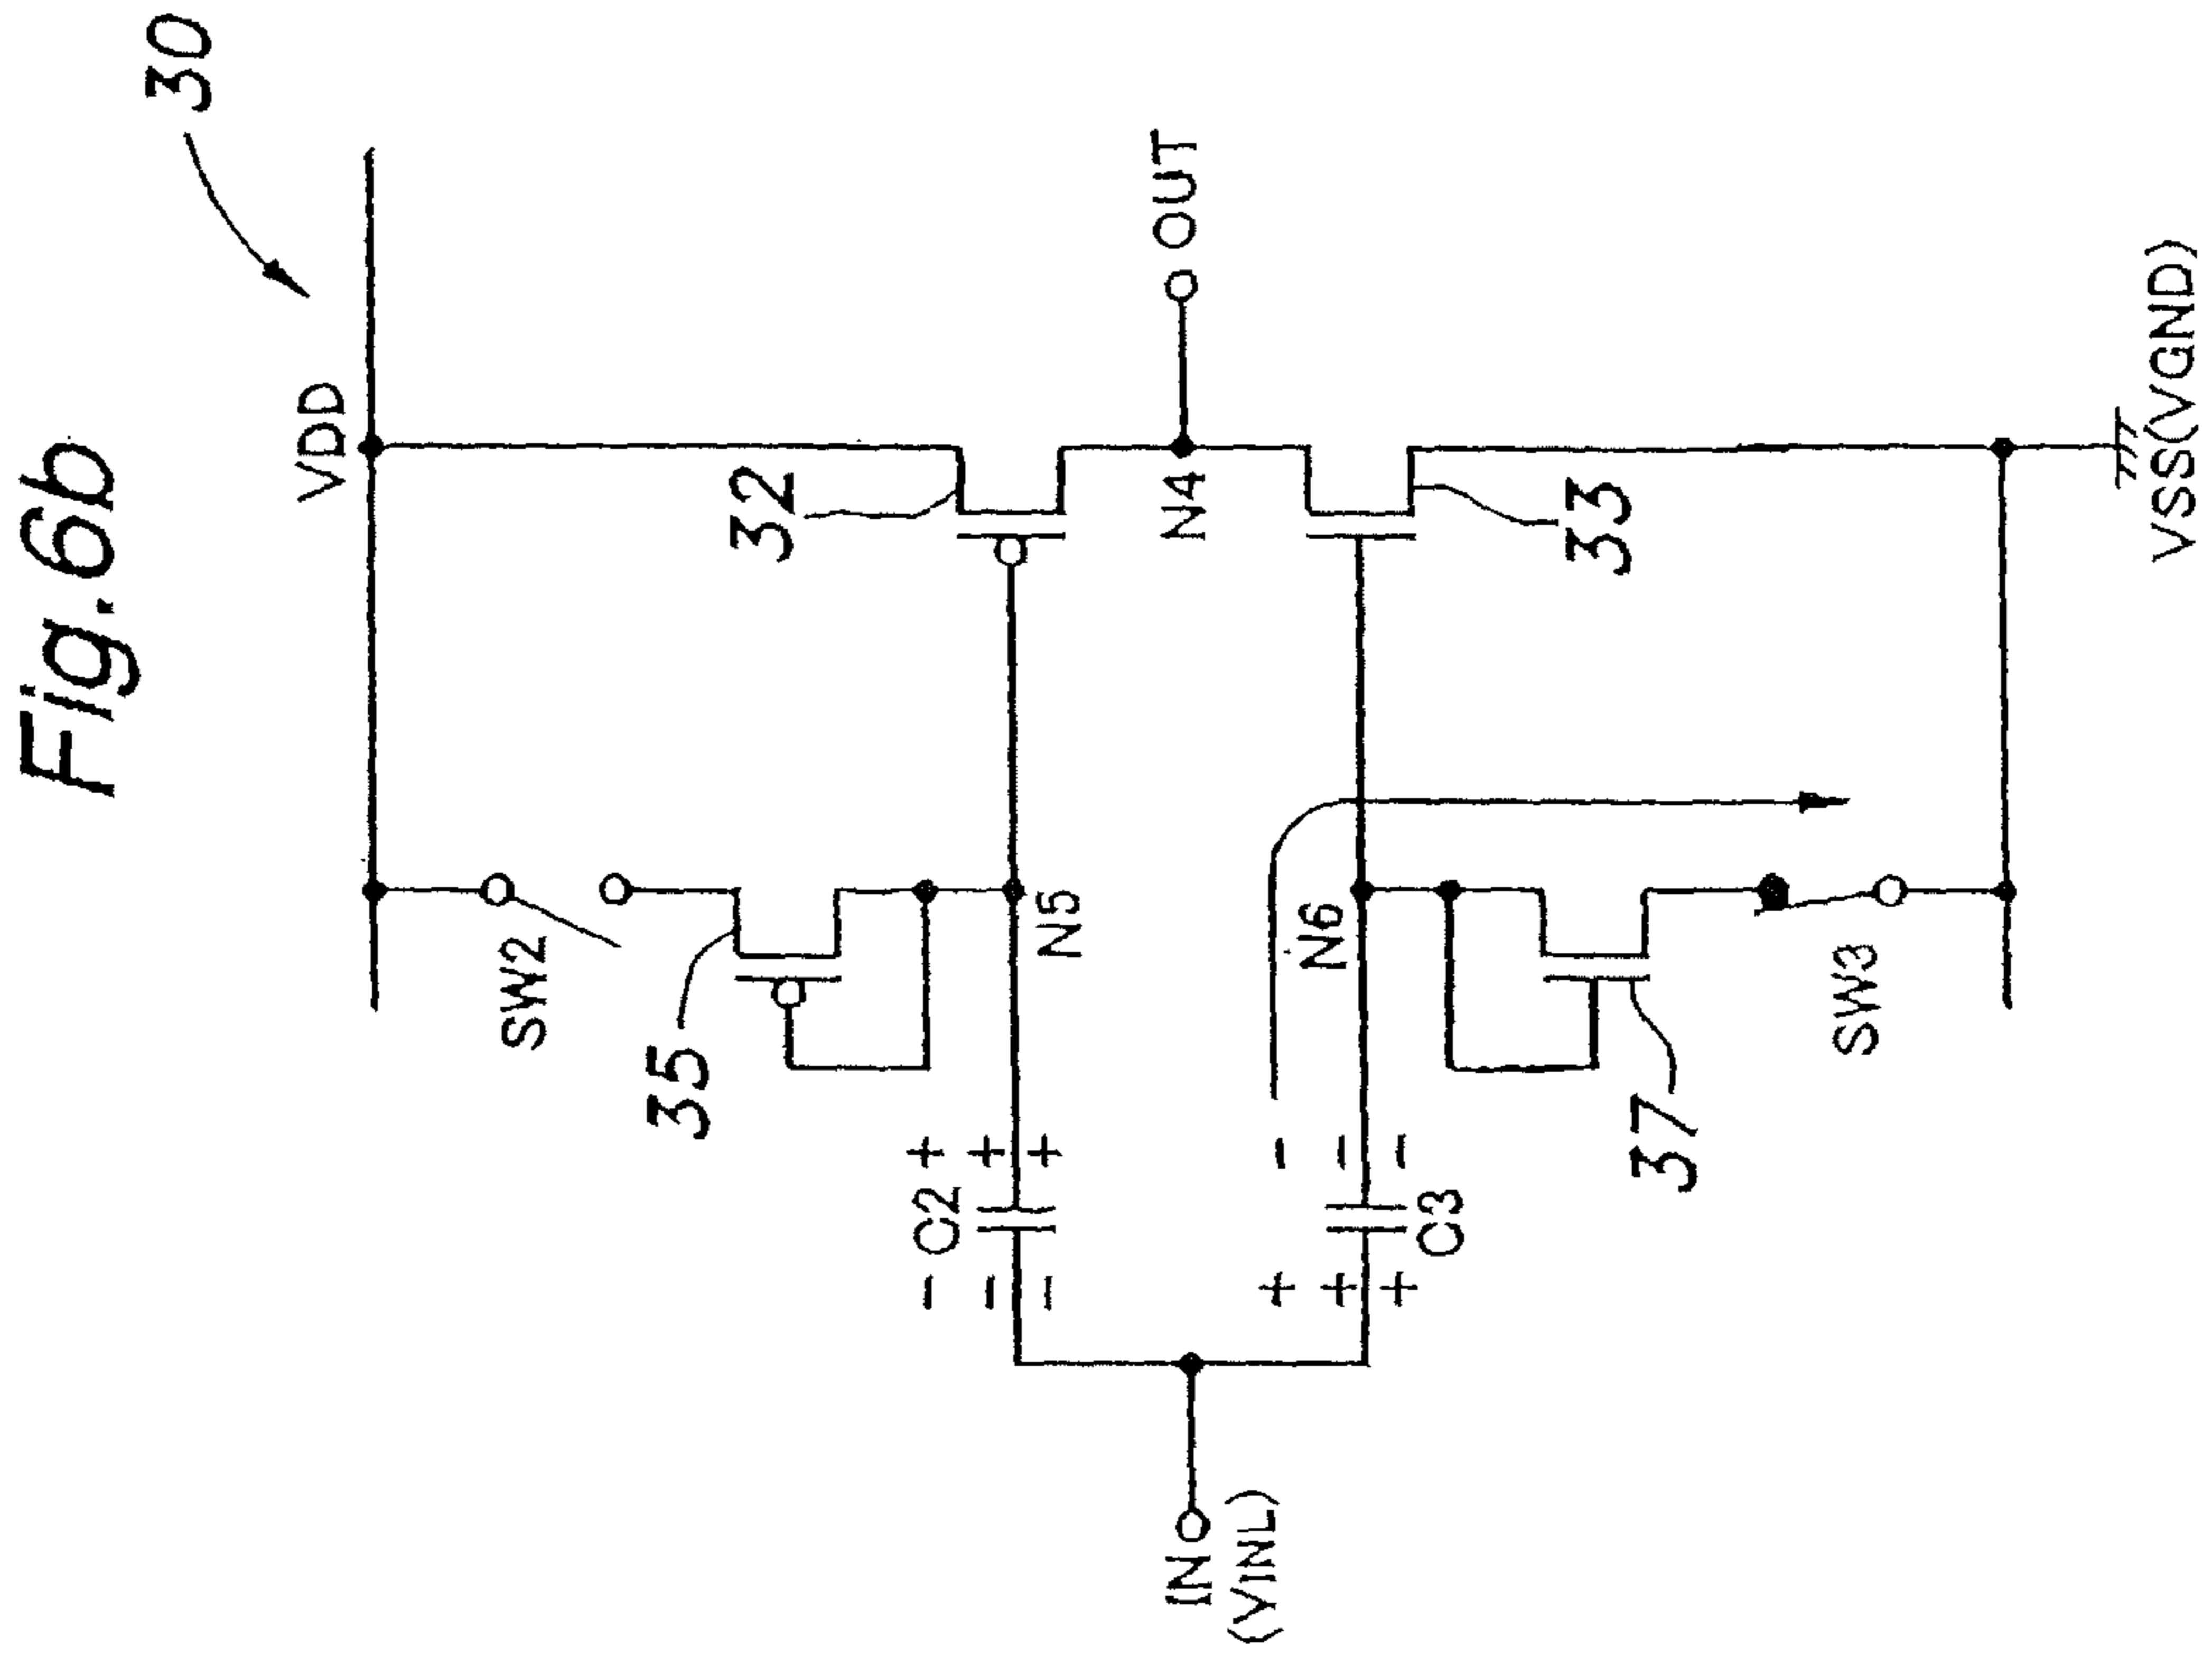 Fig.6b
30
VDD
SW2
35
32
C2
+
+
+
-
-
-
N5
N4
OUT
IN
(VINL)
N6
-
-
-
+
+
+
C3
37
33
SW3
VSS(VGND)